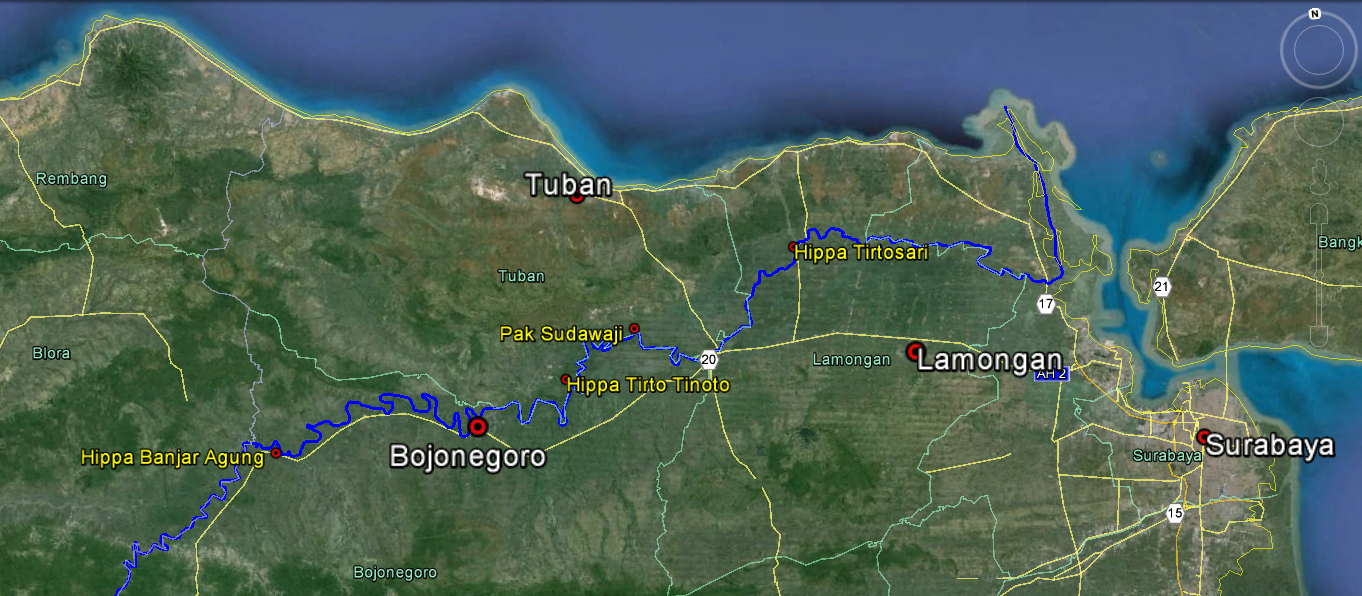 N
Rembang
Tuban
Bangk
Hippa Tirtosari
Tuban
21
17
Pak Sudawaji
Blora
20
Lamongan
Lamongan
AH 2
Hippa Tirto Tinoto
Bojonegoro
Hippa Banjar Agung
Surabaya
Surabaya
15
Bojonegoro